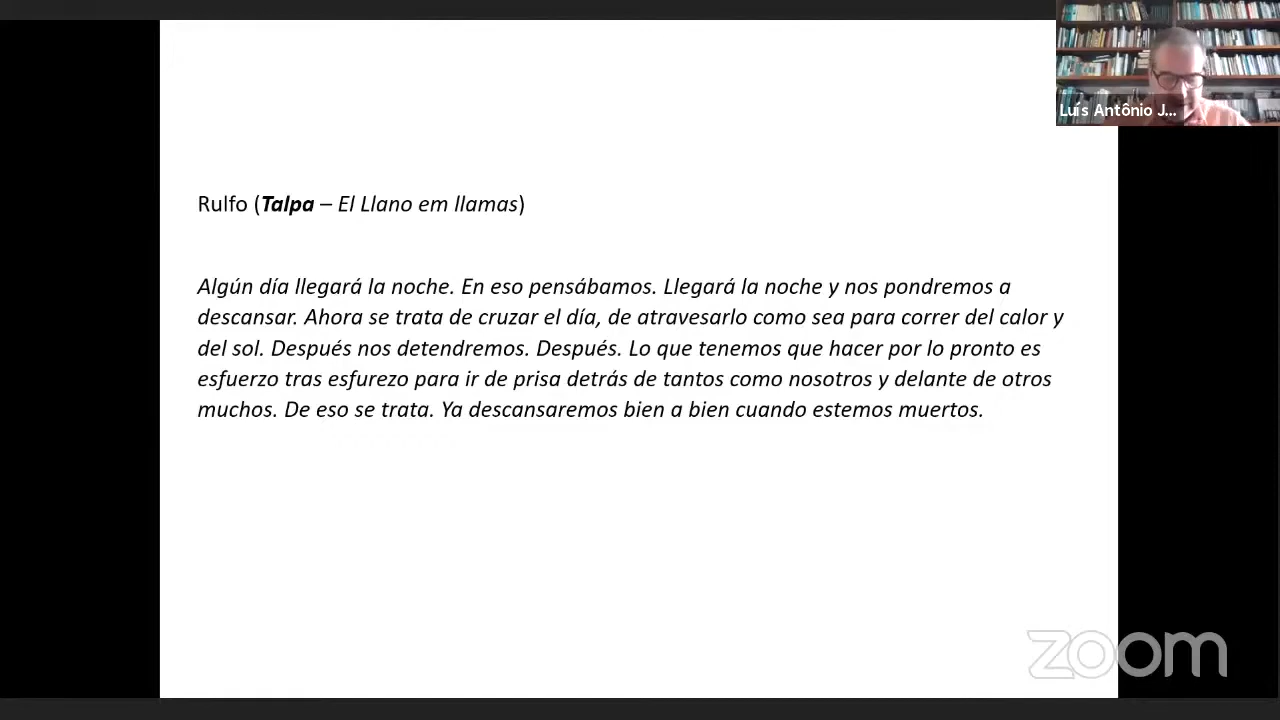 Luís Antônio J...
Rulfo (Talpa – El Llano em llamas)
Algún día llegará la noche. En eso pensábamos. Llegará la noche y nos pondremos a
descansar. Ahora se trata de cruzar el día, de atravesarlo como sea para correr del calor y
del sol. Después nos detendremos. Después. Lo que tenemos que hacer por lo pronto es
esfuerzo tras esfurezo para ir de prisa detrás de tantos como nosotros y delante de otros
muchos. De eso se trata. Ya descansaremos bien a bien cuando estemos muertos.
zoom